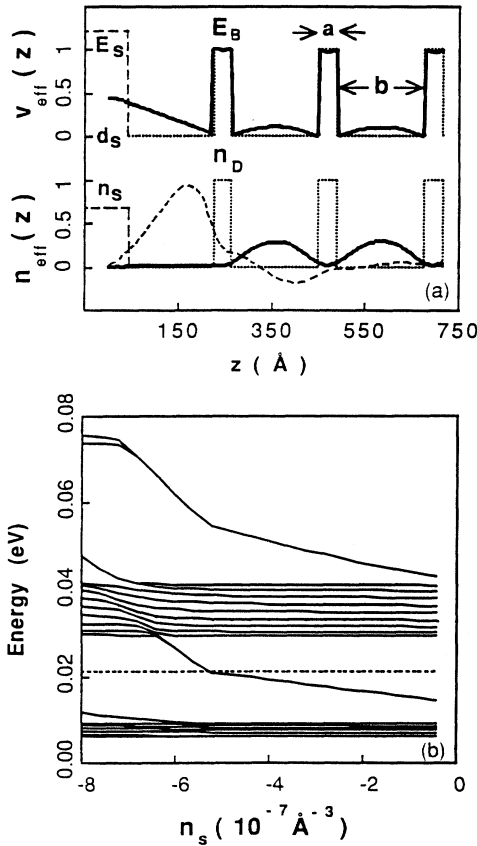 v_eff (z)
1
0.5
0
E_s
d_s
E_B
a
b
n_eff (z)
1
0.5
0
n_s
n_D
(a)
150 350 550 750
z ( Å )
Energy (eV)
0.08
0.06
0.04
0.02
0.00
(b)
-8 -6 -4 -2 0
n_s ( 10^-7 Å^-3 )